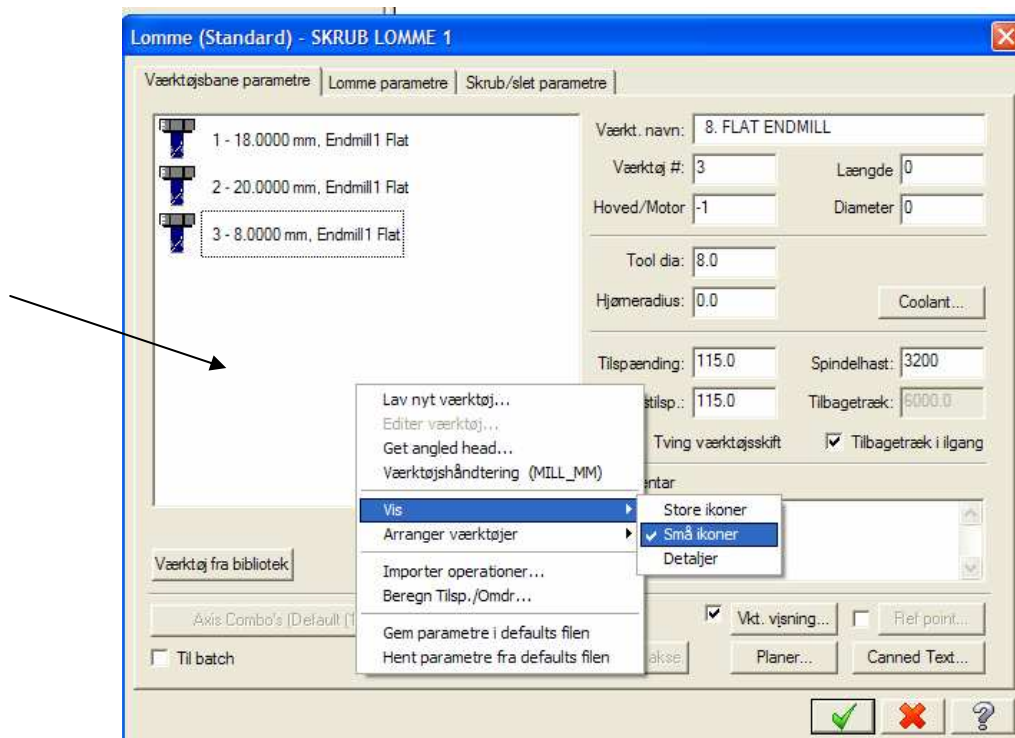 Lomme (Standard) - SKRUB LOMME 1
Værktøjsbane parametre Lomme parametre Skrub/slet parametre
1 - 18.0000 mm, Endmill1 Flat
2 - 20.0000 mm, Endmill1 Flat
3 - 8.0000 mm, Endmill1 Flat
Værkt. navn: 8. FLAT ENDMILL
Værktøj #: 3 Længde 0
Hoved/Motor -1 Diameter 0
Tool dia: 8.0
Hjørneradius: 0.0 Coolant...
Tilspænding: 115.0 Spindelhast: 3200
stilsp.: 115.0 Tilbagetræk: 6000.0
Tving værktøjsskift Tilbagetræk i ilgang
entar
Lav nyt værktøj...
Editer værktøj...
Get angled head...
Værktøjshåndtering (MILL_MM)
Vis
Arranger værktøjer
Importer operationer...
Beregn Tilsp./Omdr...
Gem parametre i defaults filen
Hent parametre fra defaults filen
Store ikoner
Små ikoner
Detaljer
Værktøj fra bibliotek
Axis Combo's (Default (1 Vkt. visning... Ref point...
Til batch akse Planer... Canned Text...